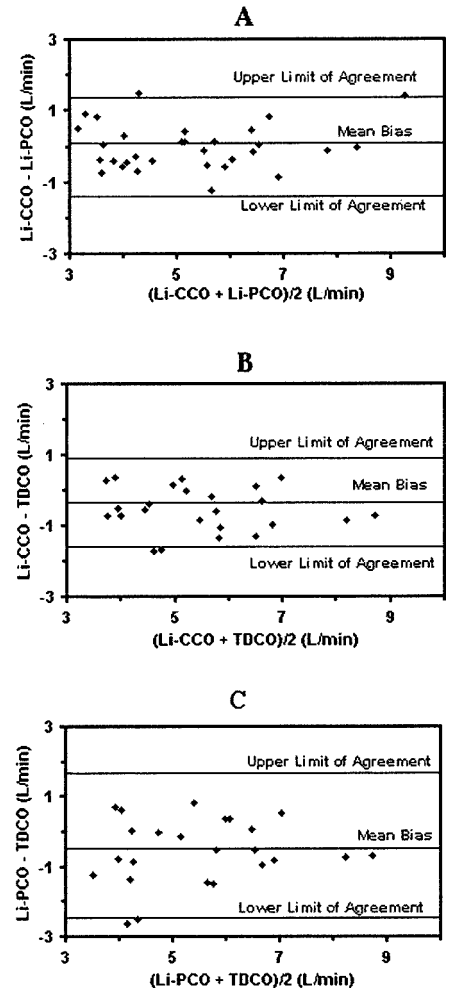 A
3
Upper Limit of Agreement
1
Mean Bias
-1
Lower Limit of Agreement
-3
Li-CCO - Li-PCO (L/min)
3 5 7 9
(Li-CCO + Li-PCO)/2 (L/min)
B
3
Upper Limit of Agreement
1
Mean Bias
-1
Lower Limit of Agreement
-3
Li-CCO - TDCO (L/min)
3 5 7 9
(Li-CCO + TDCO)/2 (L/min)
C
3
Upper Limit of Agreement
1
Mean Bias
-1
Lower Limit of Agreement
-3
Li-PCO - TDCO (L/min)
3 5 7 9
(Li-PCO + TDCO)/2 (L/min)